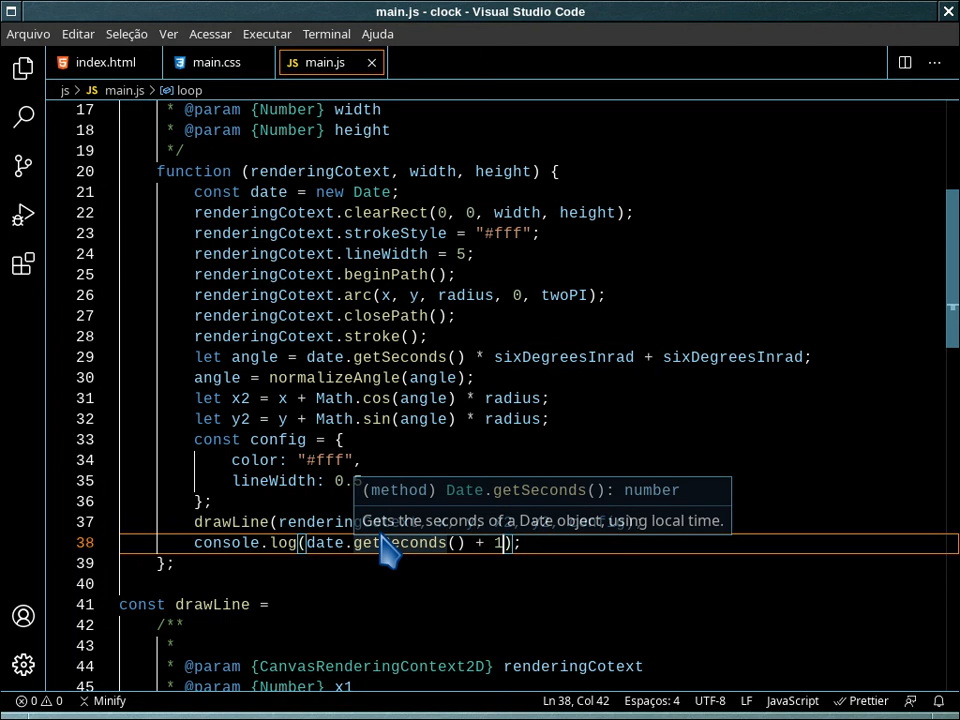 main.js - clock - Visual Studio Code
Arquivo Editar Seleção Ver Acessar Executar Terminal Ajuda
index.html main.css JS main.js
js > JS main.js > loop
17 * @param {Number} width
18 * @param {Number} height
19 */
20 function (renderingCotext, width, height) {
21 const date = new Date;
22 renderingCotext.clearRect(0, 0, width, height);
23 renderingCotext.strokeStyle = "#fff";
24 renderingCotext.lineWidth = 5;
25 renderingCotext.beginPath();
26 renderingCotext.arc(x, y, radius, 0, twoPI);
27 renderingCotext.closePath();
28 renderingCotext.stroke();
29 let angle = date.getSeconds() * sixDegreesInrad + sixDegreesInrad;
30 angle = normalizeAngle(angle);
31 let x2 = x + Math.cos(angle) * radius;
32 let y2 = y + Math.sin(angle) * radius;
33 const config = {
34 color: "#fff",
35 lineWidth: 0.5
(method) Date.getSeconds(): number
36 };
Gets the seconds of a Date object, using local time.
37 drawLine(rendering
38 console.log(date.getSeconds() + 1);
39 };
40
41 const drawLine =
42 /**
43 *
44 * @param {CanvasRenderingContext2D} renderingCotext
45 * @param {Number} x1
0 0 Minify Ln 38, Col 42 Espaços: 4 UTF-8 LF JavaScript Prettier